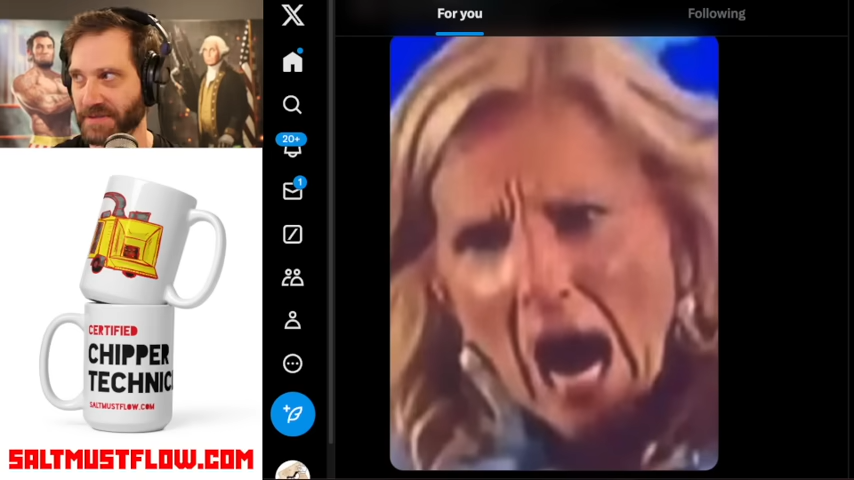 For you
Following
20+
1
CERTIFIED
CHIPPER
TECHNIC
SALTMUSTFLOW.COM
SALTMUSTFLOW.COM